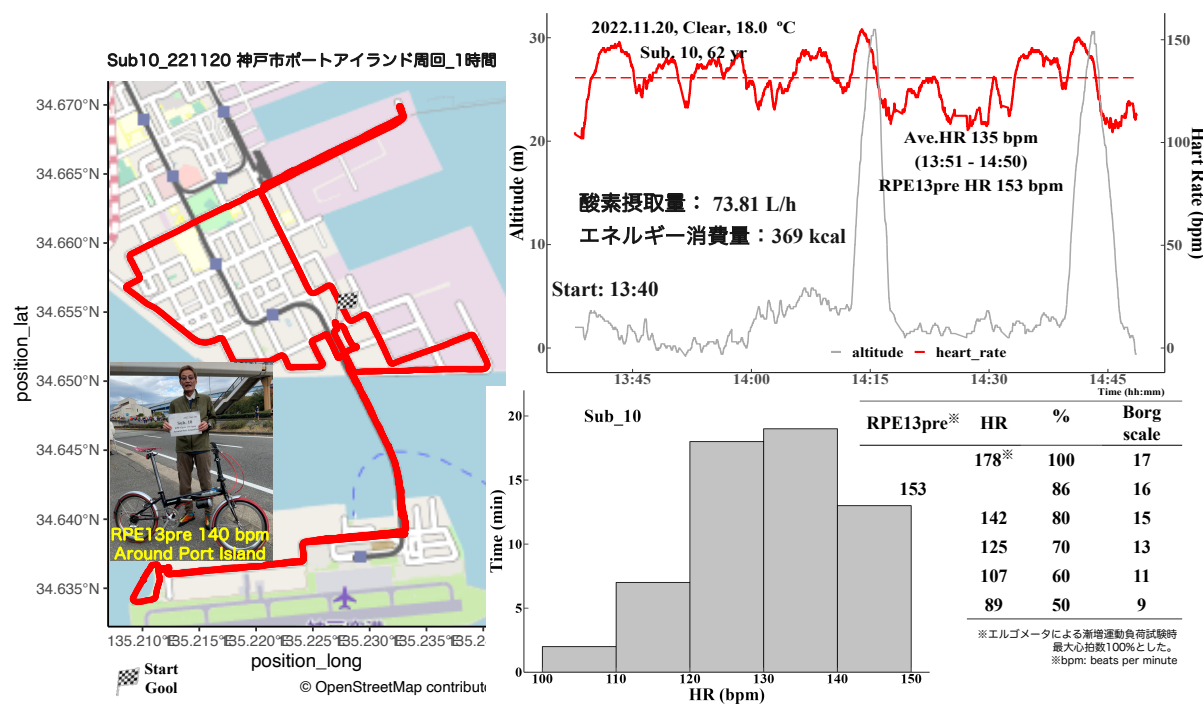 Sub10_221120 神戸市ポートアイランド周回_1時間
34.670°N
34.665°N
34.660°N
34.655°N
34.650°N
34.645°N
34.640°N
34.635°N
position_lat
Sub. 10
RPE13pre 140 bpm
Around Port Island
135.210°E
135.215°E
135.220°E
135.225°E
135.230°E
135.235°E
position_long
Start
Gool
© OpenStreetMap contribut
2022.11.20, Clear, 18.0 ℃
Sub. 10, 62 yr
30
20
10
0
Altitude (m)
150
100
50
0
Hart Rate (bpm)
Ave.HR 135 bpm
(13:51 - 14:50)
RPE13pre HR 153 bpm
酸素摂取量： 73.81 L/h
エネルギー消費量：369 kcal
Start: 13:40
altitude heart_rate
13:45 14:00 14:15 14:30 14:45
Time (hh:mm)
Sub_10
20
15
10
5
0
Time (min)
100 110 120 130 140 150
HR (bpm)
RPE13pre※ HR % Borg scale
178※ 100 17
153 86 16
142 80 15
125 70 13
107 60 11
89 50 9
※エルゴメータによる漸増運動負荷試験時
最大心拍数100%とした。
※bpm: beats per minute